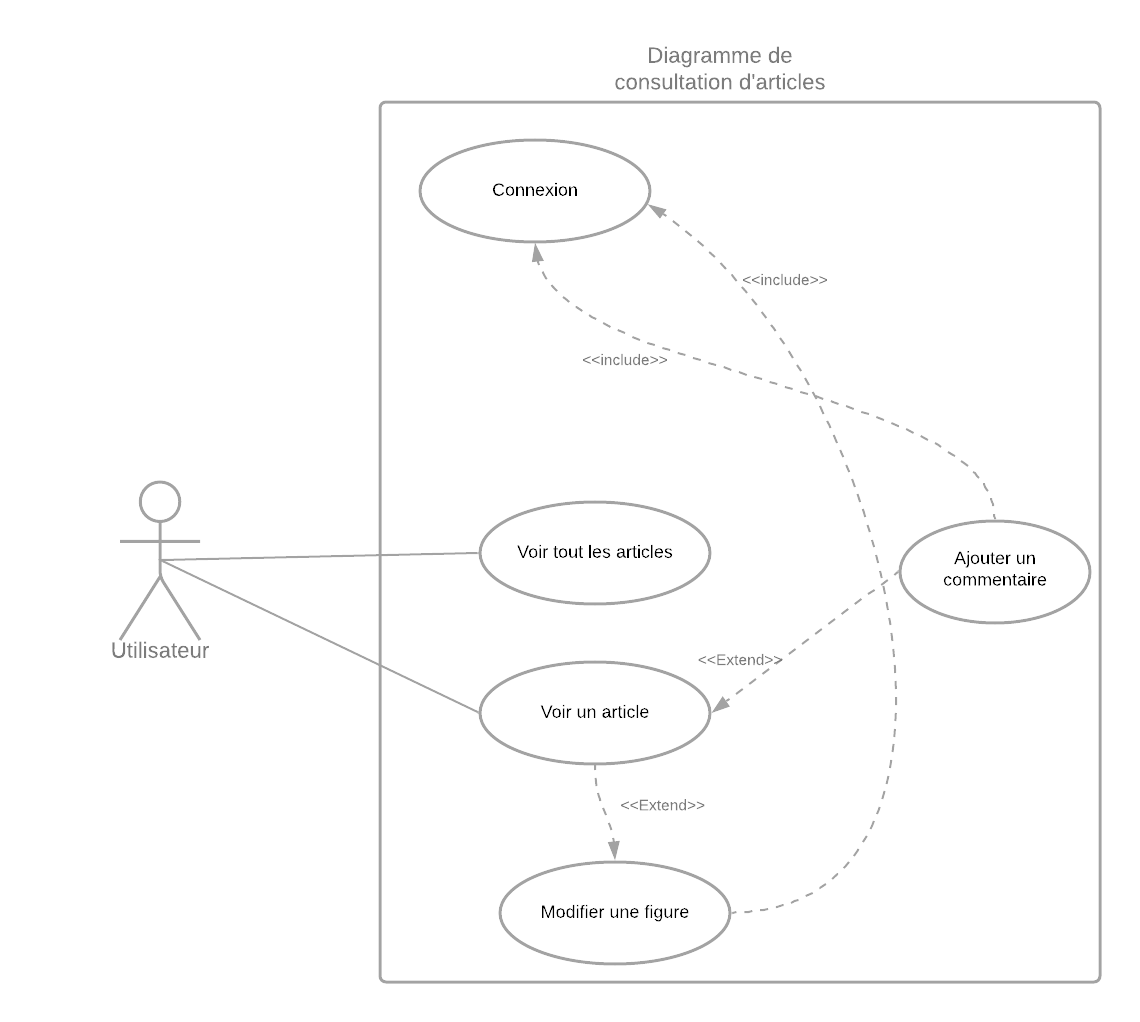 Diagramme de
consultation d'articles
Connexion
<<include>>
<<include>>
Voir tout les articles
Ajouter un
commentaire
Utilisateur
<<Extend>>
Voir un article
<<Extend>>
Modifier une figure